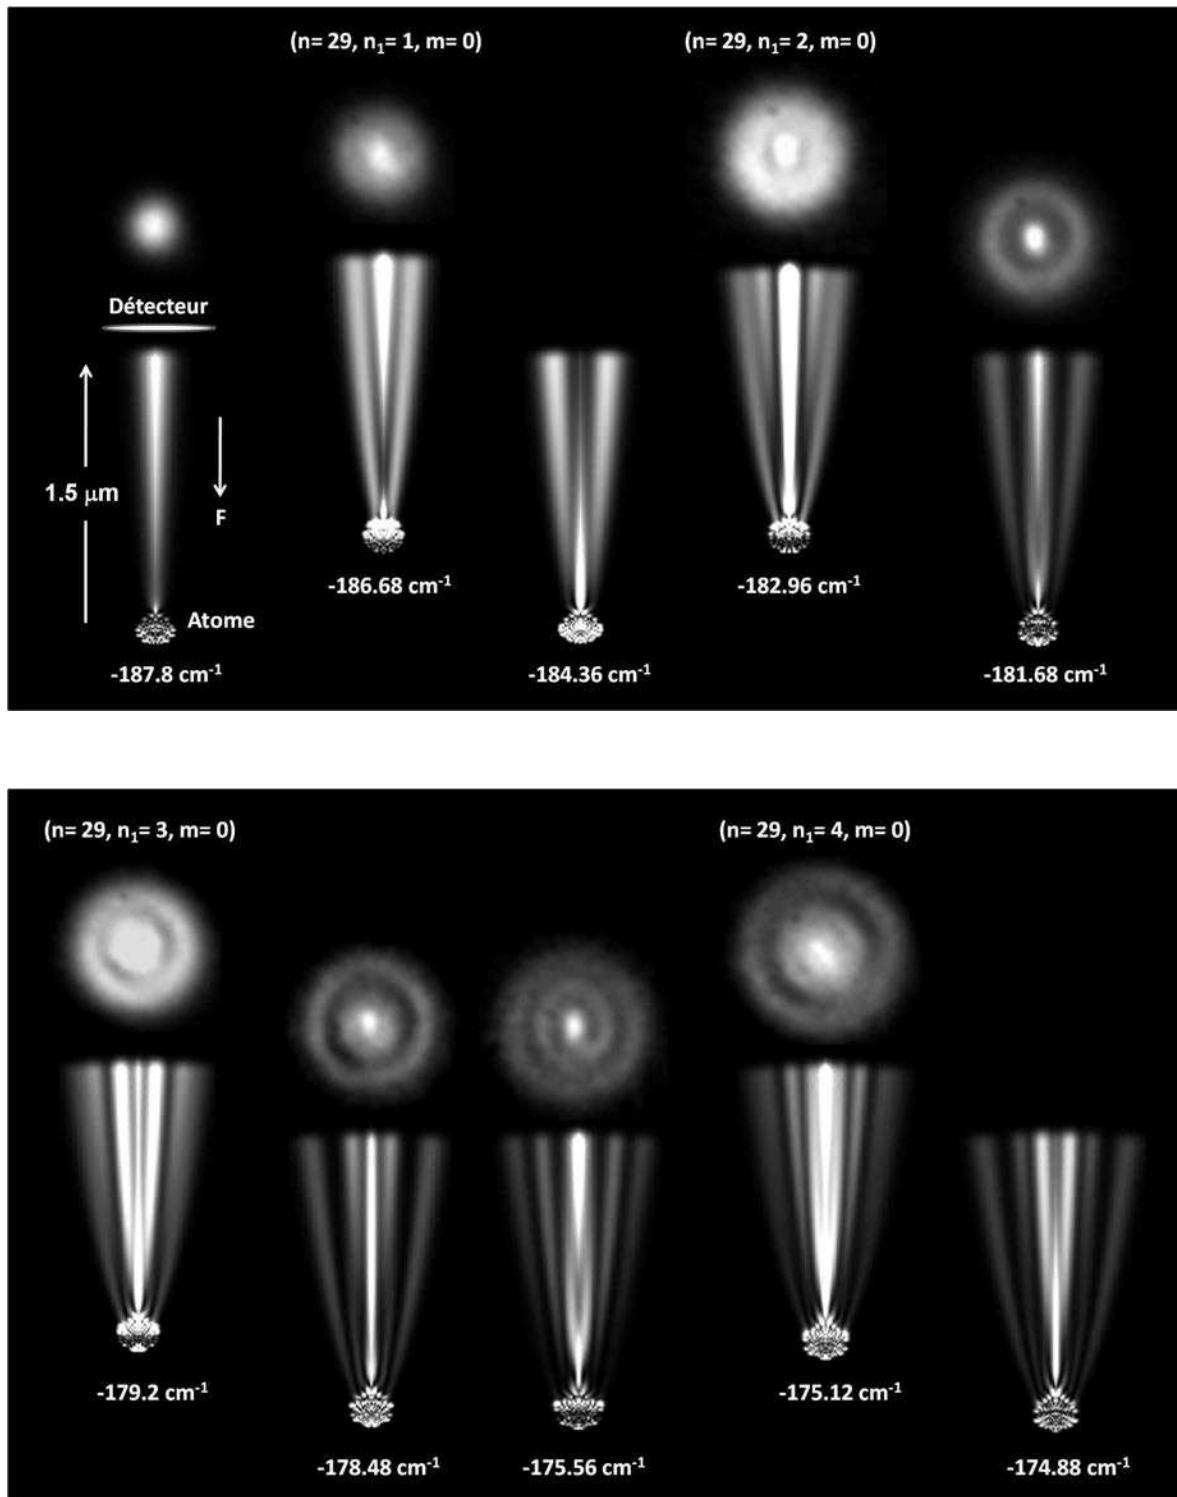 (n= 29, n₁= 1, m= 0)
(n= 29, n₁= 2, m= 0)
Détecteur
1.5 μm
F
Atome
-187.8 cm⁻¹
-186.68 cm⁻¹
-184.36 cm⁻¹
-182.96 cm⁻¹
-181.68 cm⁻¹
(n= 29, n₁= 3, m= 0)
(n= 29, n₁= 4, m= 0)
-179.2 cm⁻¹
-178.48 cm⁻¹
-175.56 cm⁻¹
-175.12 cm⁻¹
-174.88 cm⁻¹